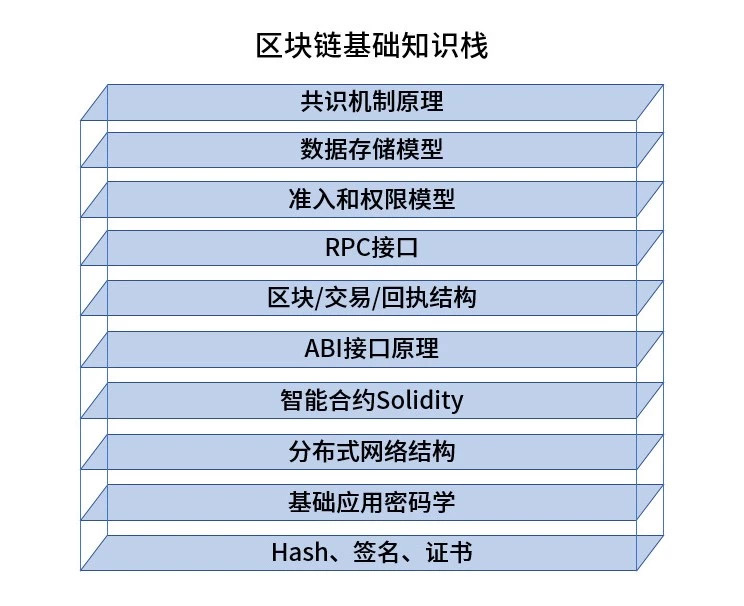 区块链基础知识栈
共识机制原理
数据存储模型
准入和权限模型
RPC接口
区块/交易/回执结构
ABI接口原理
智能合约Solidity
分布式网络结构
基础应用密码学
Hash、签名、证书